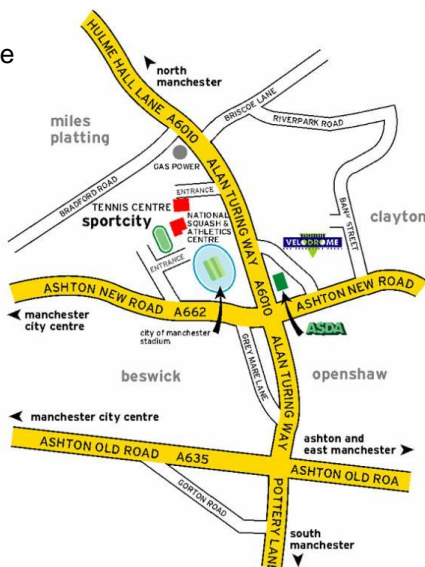 e
HULME HALL LANE A6010
north
manchester
BRISCOE LANE
RIVERPARK ROAD
miles
platting
GAS POWER
BRADFORD ROAD
ALAN TURING WAY A6010
ENTRANCE
BANK STREET
TENNIS CENTRE
sportcity
NATIONAL
SQUASH &
ATHLETICS
CENTRE
clayton
VELODROME
ENTRANCE
ASHTON NEW ROAD A662
ASHTON NEW ROAD
manchester
city centre
city of manchester
stadium
ASDA
GREY MARE LANE
ALAN TURING WAY
beswick
openshaw
manchester city centre
ashton and
east manchester
ASHTON OLD ROAD A635
ASHTON OLD ROA
GORTON ROAD
POTTERY LAN
south
manchester